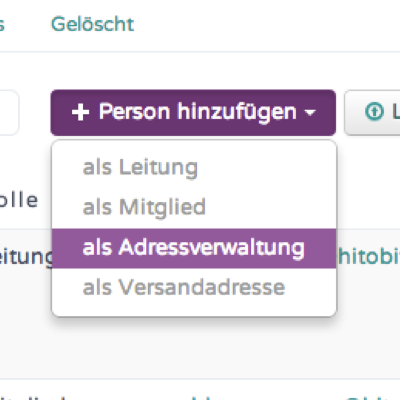 s Gelöscht
+ Person hinzufügen L
als Leitung
als Mitglied
olle
als Adressverwaltung
eitung hitobi
als Versandadresse